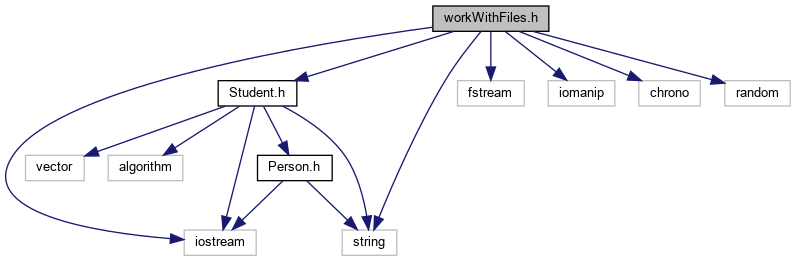 workWithFiles.h
Student.h
fstream
iomanip
chrono
random
vector
algorithm
Person.h
iostream
string